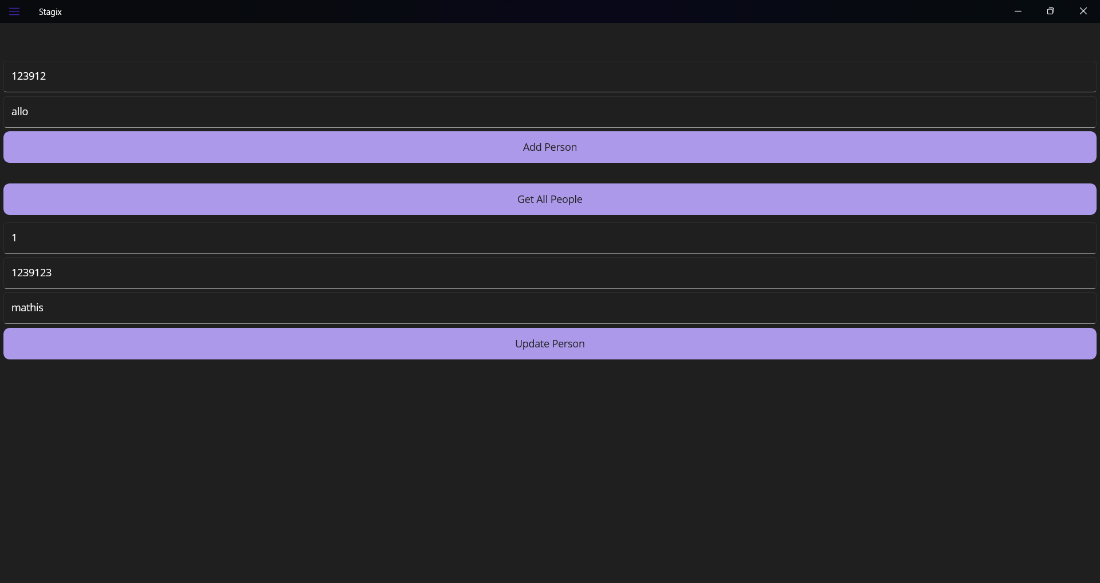 Stagix
123912
allo
Add Person
Get All People
1
1239123
mathis
Update Person